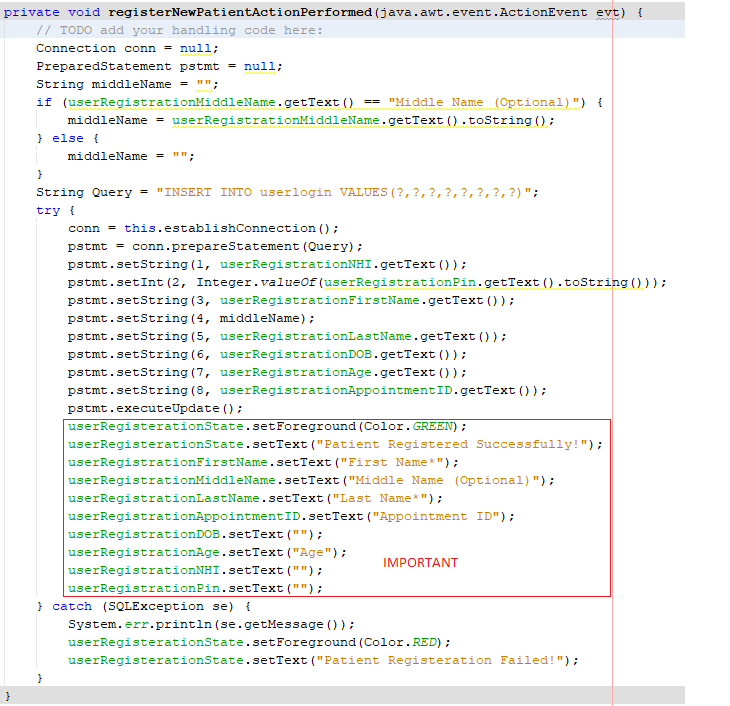 private void registerNewPatientActionPerformed(java.awt.event.ActionEvent evt) {
    // TODO add your handling code here:
    Connection conn = null;
    PreparedStatement pstmt = null;
    String middleName = "";
    if (userRegistrationMiddleName.getText() == "Middle Name (Optional)") {
        middleName = userRegistrationMiddleName.getText().toString();
    } else {
        middleName = "";
    }
    String Query = "INSERT INTO userlogin VALUES(?,?,?,?,?,?,?,?)";
    try {
        conn = this.establishConnection();
        pstmt = conn.prepareStatement(Query);
        pstmt.setString(1, userRegistrationNHI.getText());
        pstmt.setInt(2, Integer.valueOf(userRegistrationPin.getText().toString()));
        pstmt.setString(3, userRegistrationFirstName.getText());
        pstmt.setString(4, middleName);
        pstmt.setString(5, userRegistrationLastName.getText());
        pstmt.setString(6, userRegistrationDOB.getText());
        pstmt.setString(7, userRegistrationAge.getText());
        pstmt.setString(8, userRegistrationAppointmentID.getText());
        pstmt.executeUpdate();
        userRegisterationState.setForeground(Color.GREEN);
        userRegisterationState.setText("Patient Registered Successfully!");
        userRegistrationFirstName.setText("First Name*");
        userRegistrationMiddleName.setText("Middle Name (Optional)");
        userRegistrationLastName.setText("Last Name*");
        userRegistrationAppointmentID.setText("Appointment ID");
        userRegistrationDOB.setText("");
        userRegistrationAge.setText("Age");
        IMPORTANT
        userRegistrationNHI.setText("");
        userRegistrationPin.setText("");
    } catch (SQLException se) {
        System.err.println(se.getMessage());
        userRegisterationState.setForeground(Color.RED);
        userRegisterationState.setText("Patient Registeration Failed!");
    }
}